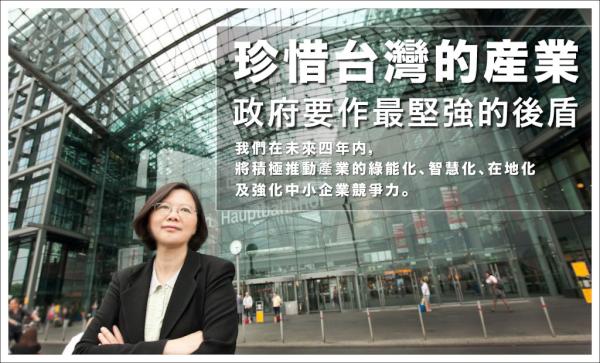 珍惜台灣的產業
政府要作最堅強的後盾
我們在未來四年內，
將積極推動產業的綠能化、智慧化、在地化
及強化中小企業競爭力。
Hauptbahnhof